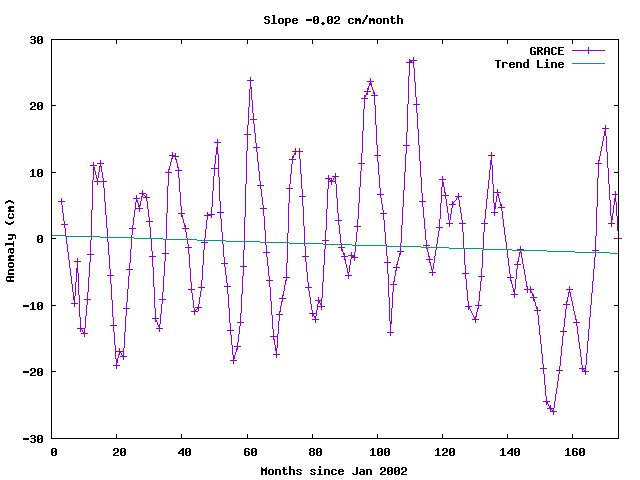 Slope -0.02 cm/month
GRACE
Trend Line
30
20
10
0
-10
-20
-30
Anomaly (cm)
0 20 40 60 80 100 120 140 160
Months since Jan 2002